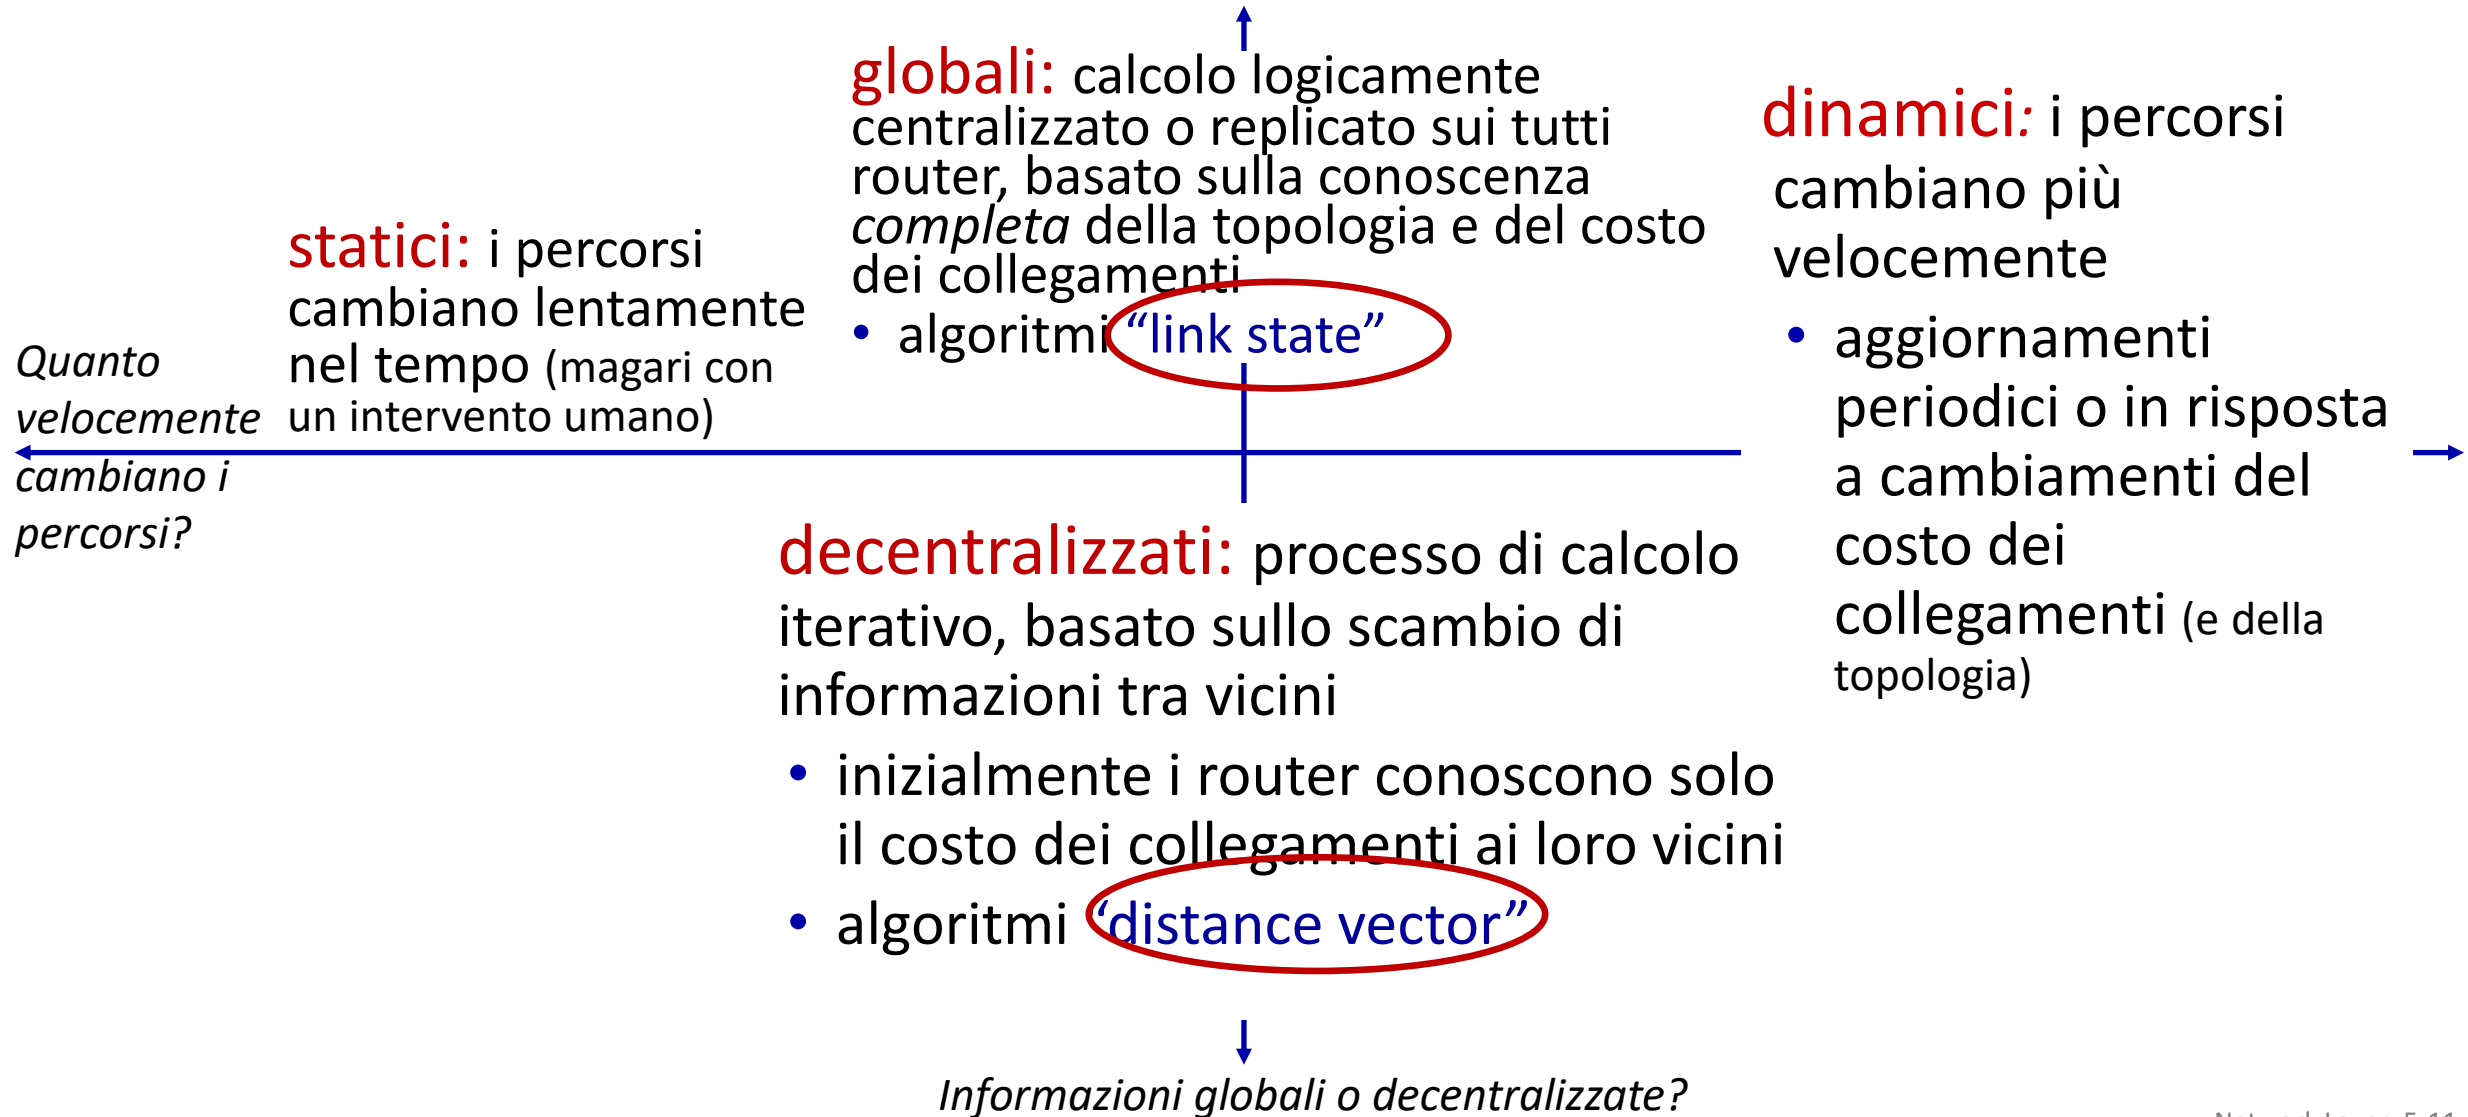 globali: calcolo logicamente
centralizzato o replicato sui tutti
router, basato sulla conoscenza
completa della topologia e del costo
dei collegamenti
• algoritmi “link state”
dinamici: i percorsi
cambiano più
velocemente
• aggiornamenti
periodici o in risposta
a cambiamenti del
costo dei
collegamenti (e della
topologia)
statici: i percorsi
cambiano lentamente
nel tempo (magari con
un intervento umano)
Quanto
velocemente
cambiano i
percorsi?
decentralizzati: processo di calcolo
iterativo, basato sullo scambio di
informazioni tra vicini
• inizialmente i router conoscono solo
il costo dei collegamenti ai loro vicini
• algoritmi “distance vector”
Informazioni globali o decentralizzate?